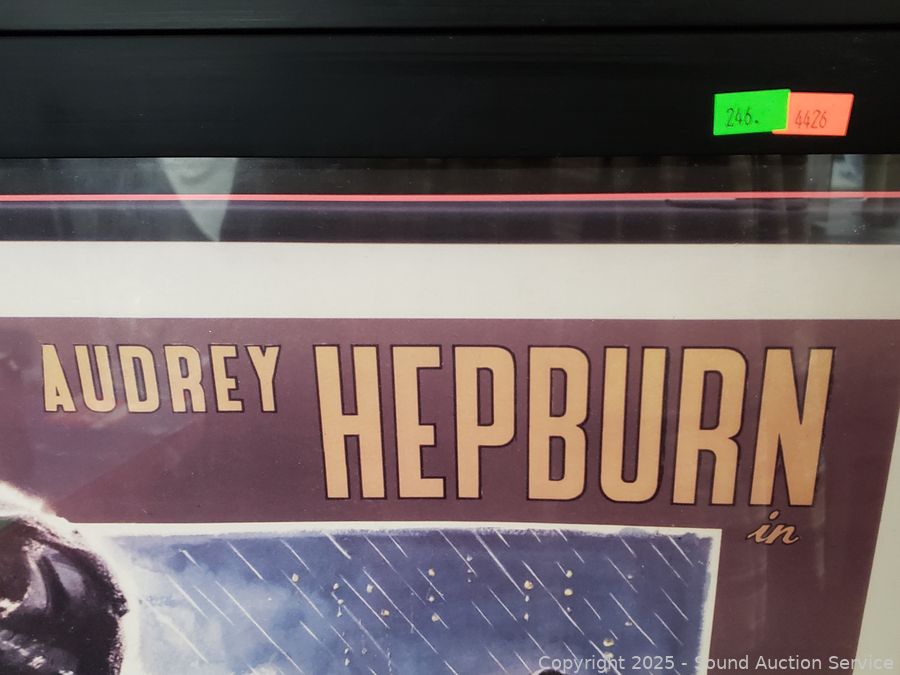 246.
4426
AUDREY HEPBURN
in
Copyright 2025 - Sound Auction Service